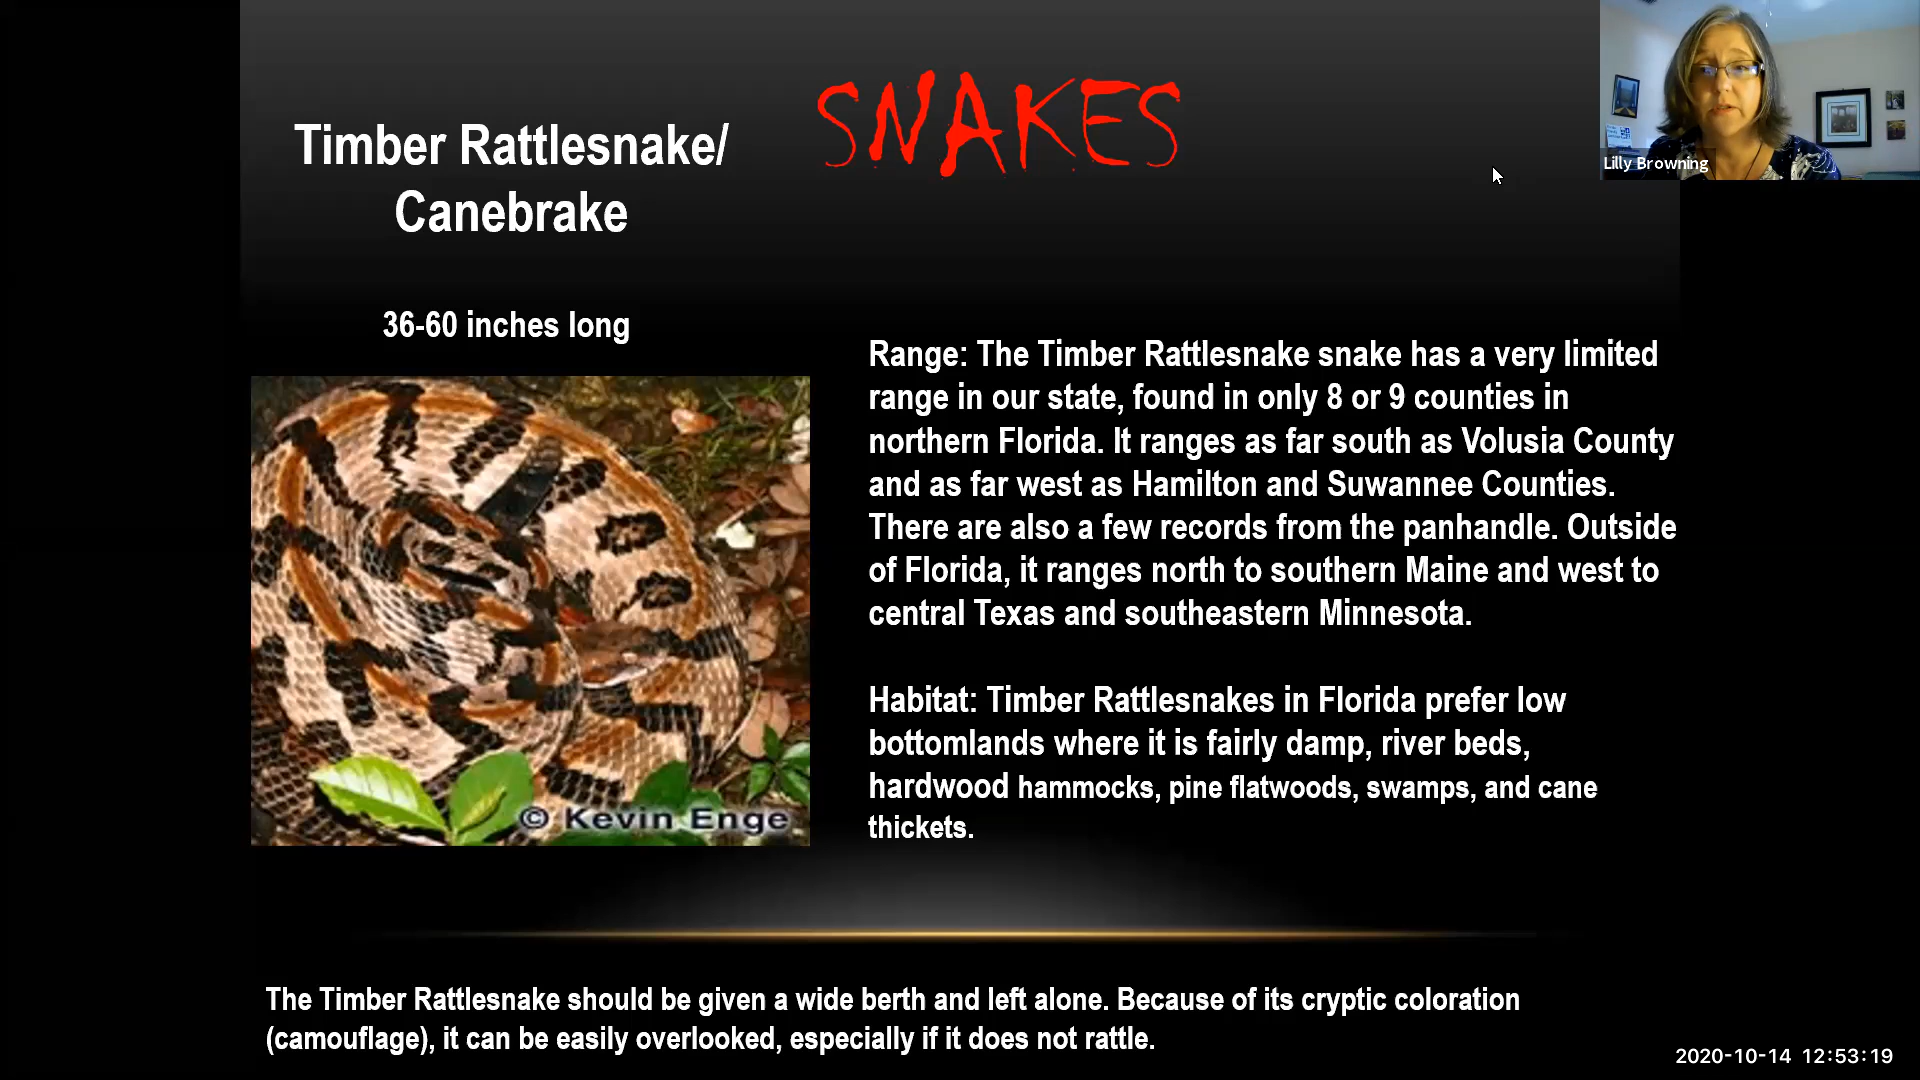 SNAKES
Timber Rattlesnake/
Canebrake
36-60 inches long
Range: The Timber Rattlesnake snake has a very limited
range in our state, found in only 8 or 9 counties in
northern Florida. It ranges as far south as Volusia County
and as far west as Hamilton and Suwannee Counties.
There are also a few records from the panhandle. Outside
of Florida, it ranges north to southern Maine and west to
central Texas and southeastern Minnesota.
Habitat: Timber Rattlesnakes in Florida prefer low
bottomlands where it is fairly damp, river beds,
hardwood hammocks, pine flatwoods, swamps, and cane
thickets.
© Kevin Enge
The Timber Rattlesnake should be given a wide berth and left alone. Because of its cryptic coloration
(camouflage), it can be easily overlooked, especially if it does not rattle.
Lilly Browning
2020-10-14 12:53:19